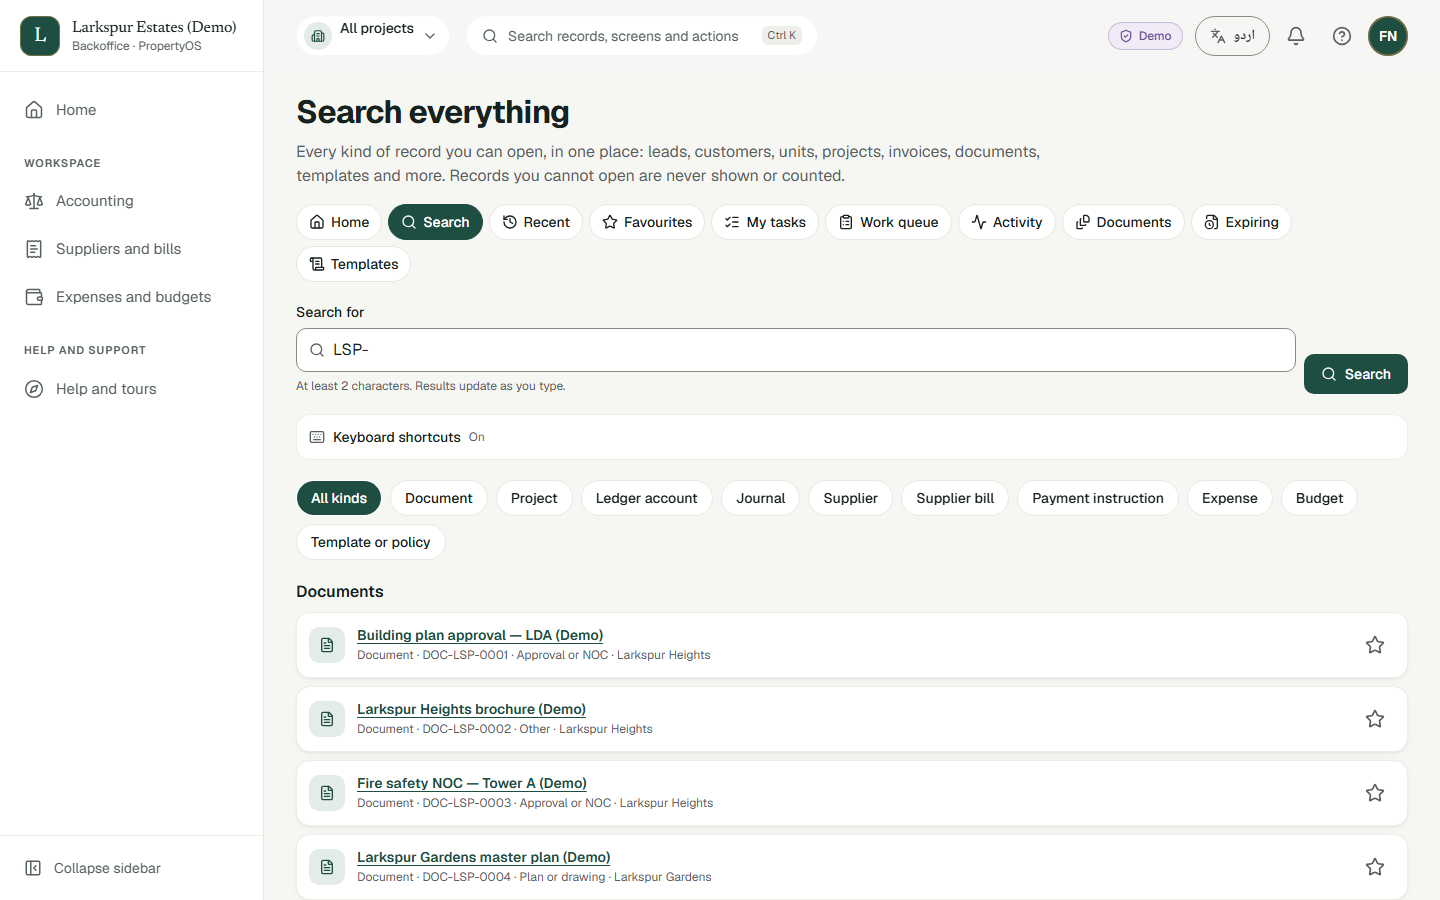 L
Larkspur Estates (Demo)
Backoffice · PropertyOS
All projects
Search records, screens and actions
Ctrl K
Demo
اردو
FN
Home
WORKSPACE
Accounting
Suppliers and bills
Expenses and budgets
HELP AND SUPPORT
Help and tours
Collapse sidebar
Search everything
Every kind of record you can open, in one place: leads, customers, units, projects, invoices, documents,
templates and more. Records you cannot open are never shown or counted.
Home
Search
Recent
Favourites
My tasks
Work queue
Activity
Documents
Expiring
Templates
Search for
LSP-
Search
At least 2 characters. Results update as you type.
Keyboard shortcuts On
All kinds
Document
Project
Ledger account
Journal
Supplier
Supplier bill
Payment instruction
Expense
Budget
Template or policy
Documents
Building plan approval — LDA (Demo)
Document · DOC-LSP-0001 · Approval or NOC · Larkspur Heights
Larkspur Heights brochure (Demo)
Document · DOC-LSP-0002 · Other · Larkspur Heights
Fire safety NOC — Tower A (Demo)
Document · DOC-LSP-0003 · Approval or NOC · Larkspur Heights
Larkspur Gardens master plan (Demo)
Document · DOC-LSP-0004 · Plan or drawing · Larkspur Gardens